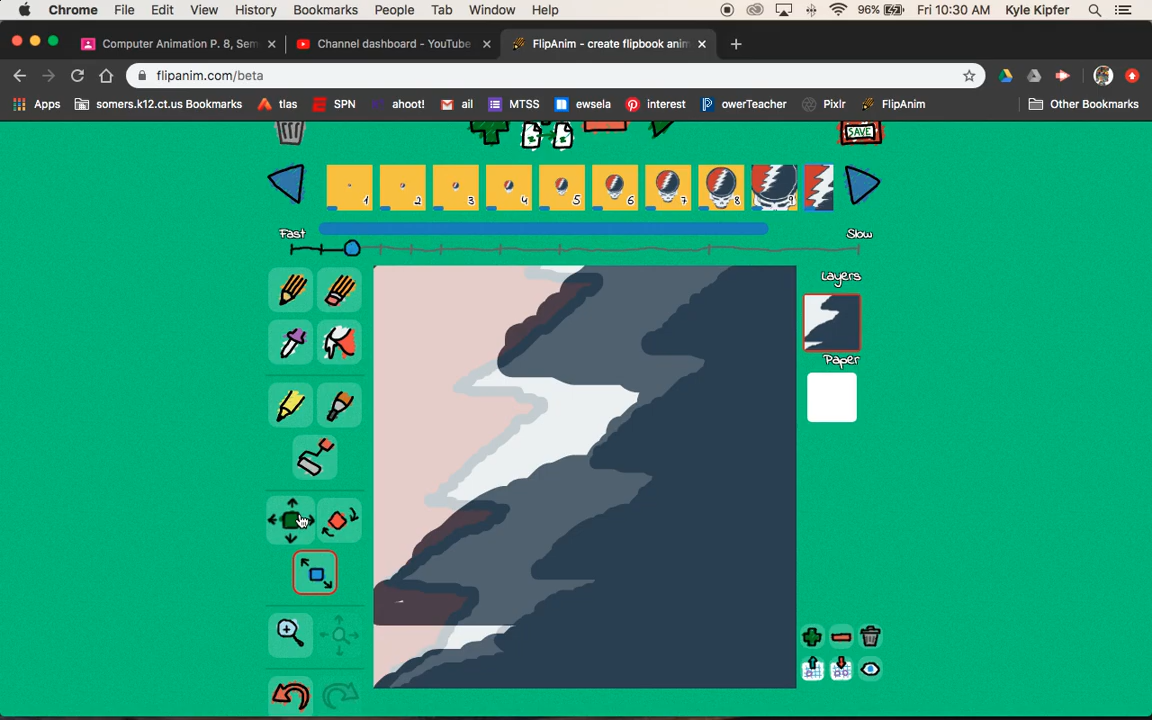 Chrome File Edit View History Bookmarks People Tab Window Help 96% Fri 10:30 AM Kyle Kipfer
Computer Animation P. 8, Sem Channel dashboard - YouTube FlipAnim - create flipbook anim
flipanim.com/beta
Apps somers.k12.ct.us Bookmarks tlas SPN ahoot! ail MTSS ewsela interest owerTeacher Pixlr FlipAnim Other Bookmarks
SAVE
1 2 3 4 5 6 7 8 9
Fast Slow
Layers
Paper